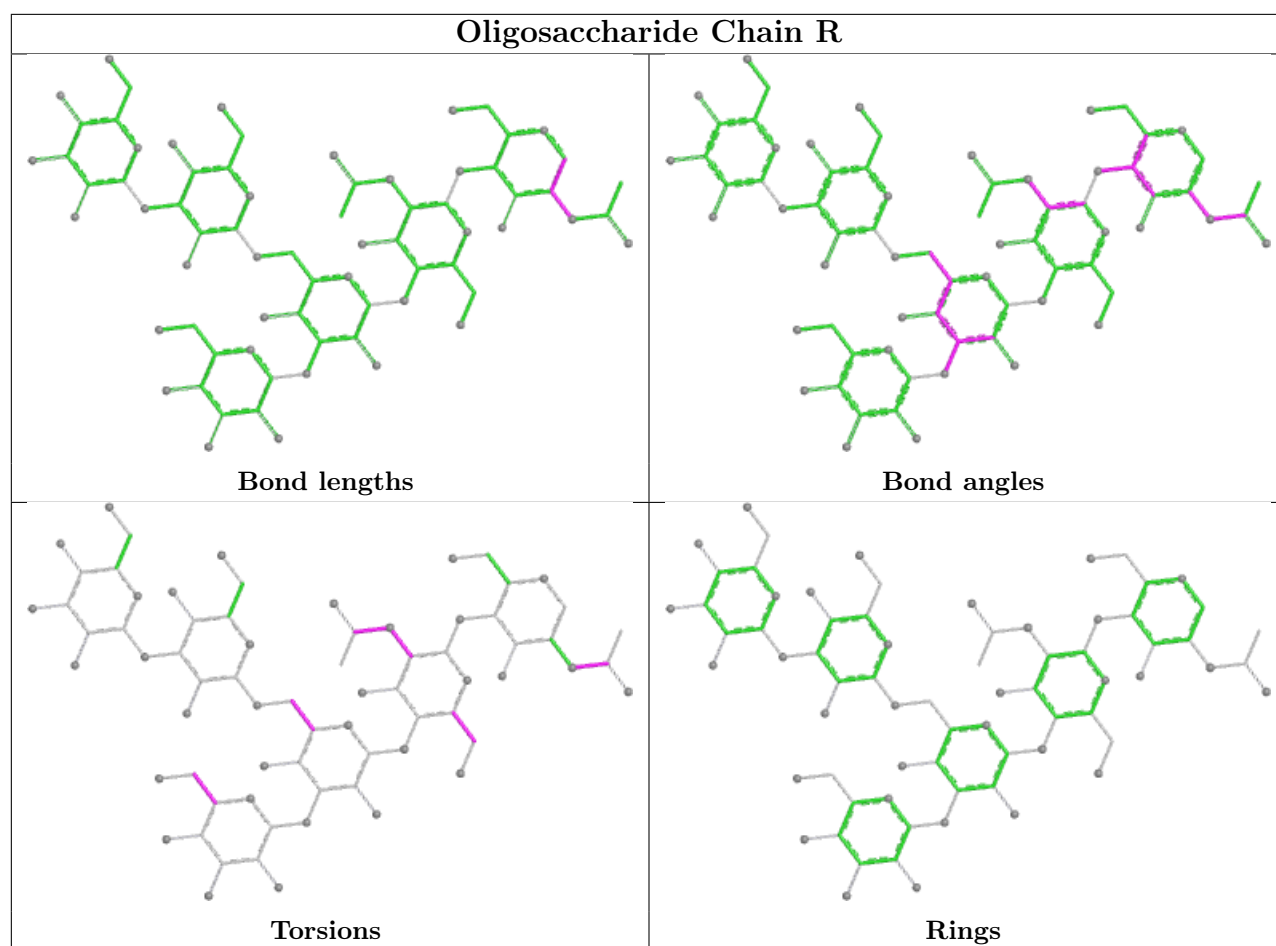 Oligosaccharide Chain R
Bond lengths
Bond angles
Torsions
Rings